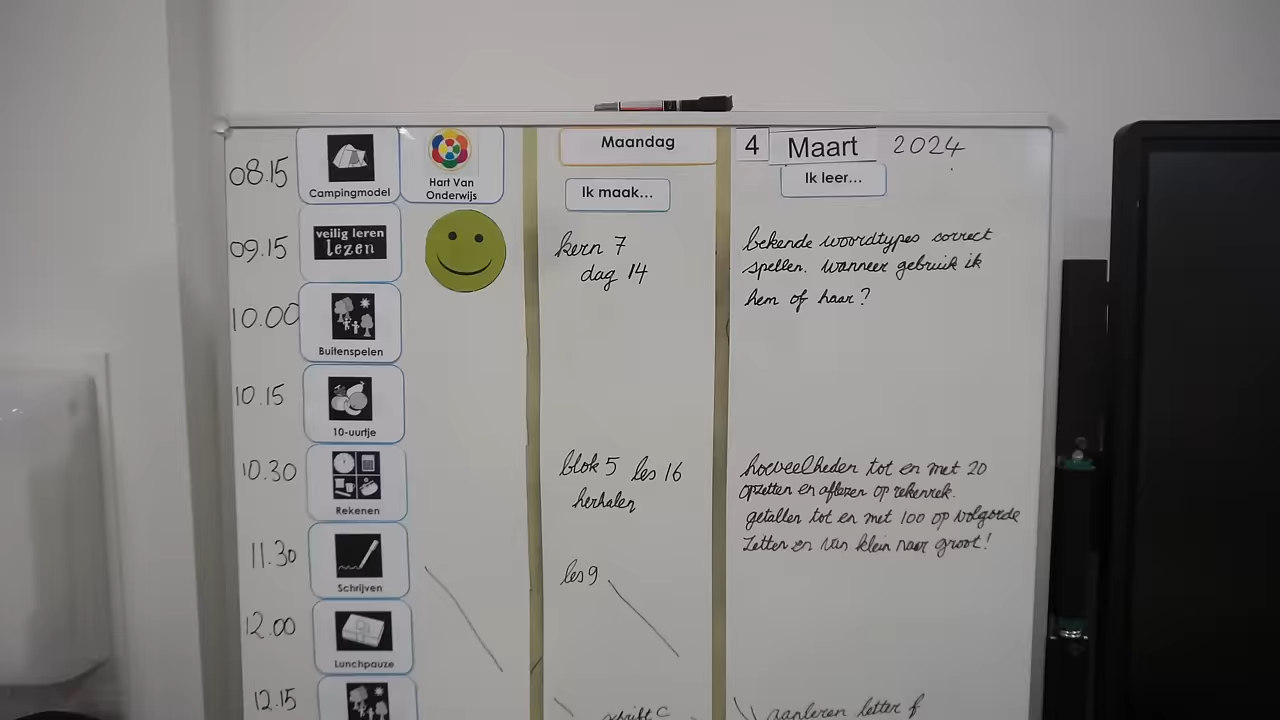 Maandag
4 Maart 2024
08.15
Campingmodel
Hart Van
Onderwijs
Ik maak...
Ik leer...
09.15
veilig leren
lezen
kern 7
dag 14
bekende woordtypes correct
spellen. wanneer gebruik ik
hem of haar?
10.00
Buitenspelen
10.15
10-uurtje
10.30
Rekenen
blok 5 les 16
herhalen
hoeveelheden tot en met 20
opzetten en aflezen op rekenrek.
getallen tot en met 100 op volgorde
zetten en van klein naar groot!
11.30
Schrijven
les 9
12.00
Lunchpauze
12.15
schrift C
aanleren letter f